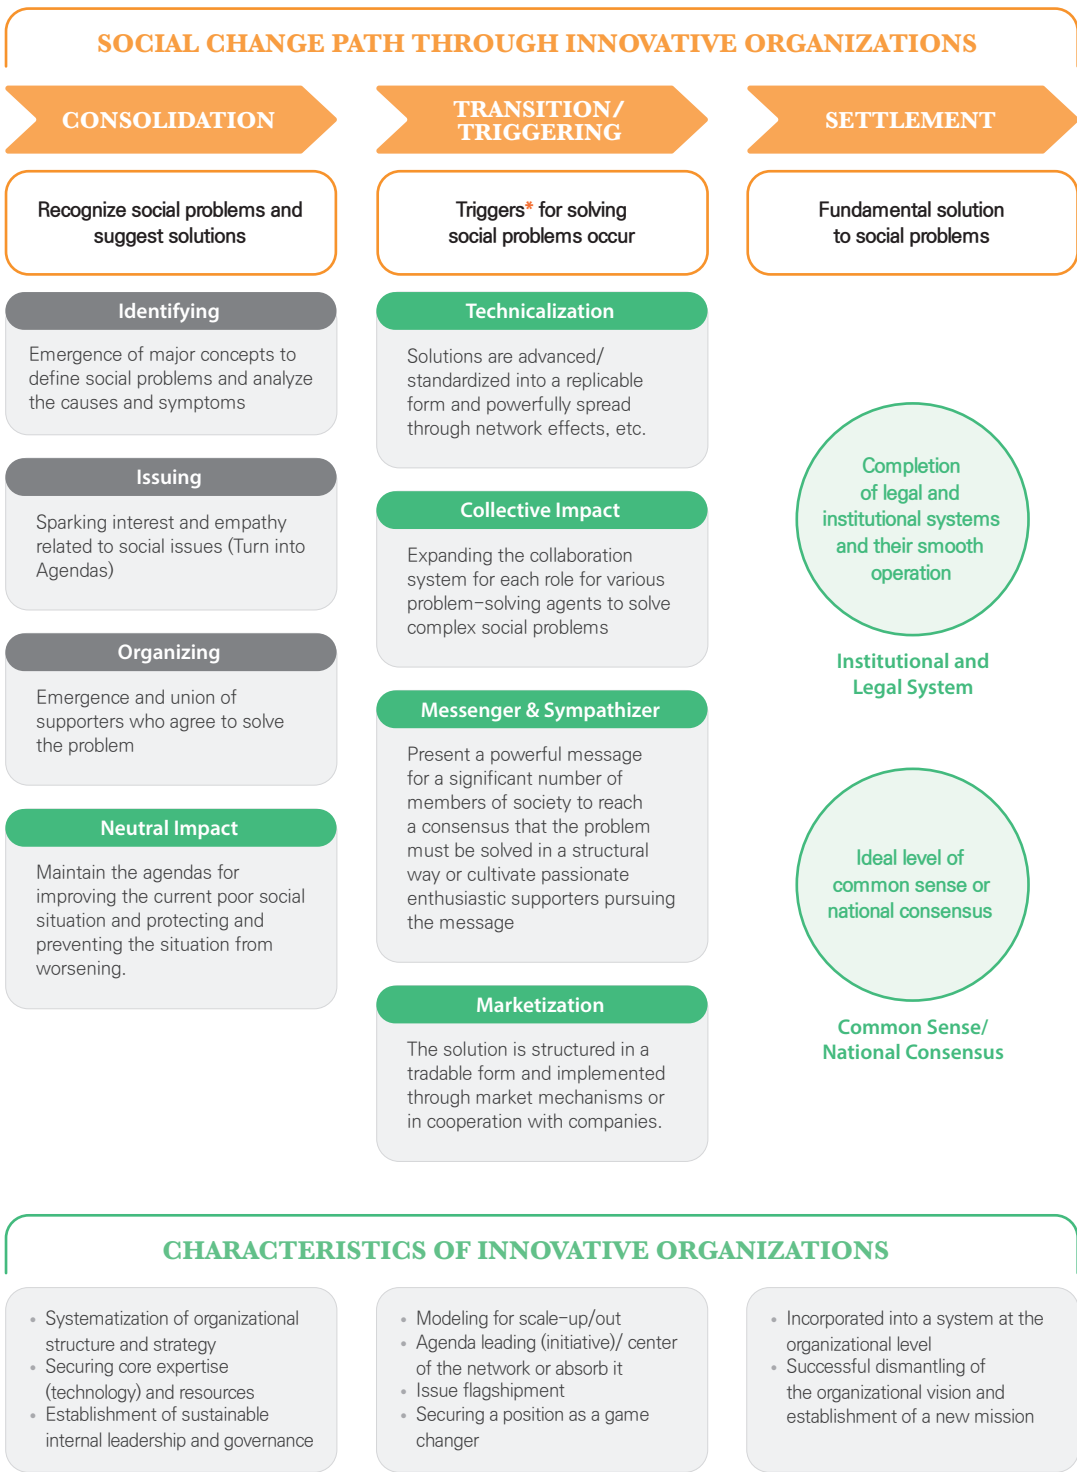 SOCIAL CHANGE PATH THROUGH INNOVATIVE ORGANIZATIONS
CONSOLIDATION
Recognize social problems and
suggest solutions
Identifying
Emergence of major concepts to
define social problems and analyze
the causes and symptoms
Issuing
Sparking interest and empathy
related to social issues (Turn into
Agendas)
Organizing
Emergence and union of
supporters who agree to solve
the problem
Neutral Impact
Maintain the agendas for
improving the current poor social
situation and protecting and
preventing the situation from
worsening.
TRANSITION/
TRIGGERING
Triggers* for solving
social problems occur
Technicalization
Solutions are advanced/
standardized into a replicable
form and powerfully spread
through network effects, etc.
Collective Impact
Expanding the collaboration
system for each role for various
problem-solving agents to solve
complex social problems
Messenger & Sympathizer
Present a powerful message
for a significant number of
members of society to reach
a consensus that the problem
must be solved in a structural
way or cultivate passionate
enthusiastic supporters pursuing
the message
Marketization
The solution is structured in a
tradable form and implemented
through market mechanisms or
in cooperation with companies.
SETTLEMENT
Fundamental solution
to social problems
Completion
of legal and
institutional systems
and their smooth
operation
Institutional and
Legal System
Ideal level of
common sense or
national consensus
Common Sense/
National Consensus
CHARACTERISTICS OF INNOVATIVE ORGANIZATIONS
• Systematization of organizational
structure and strategy
• Securing core expertise
(technology) and resources
• Establishment of sustainable
internal leadership and governance
• Modeling for scale-up/out
• Agenda leading (initiative)/ center
of the network or absorb it
• Issue flagshipment
• Securing a position as a game
changer
• Incorporated into a system at the
organizational level
• Successful dismantling of
the organizational vision and
establishment of a new mission